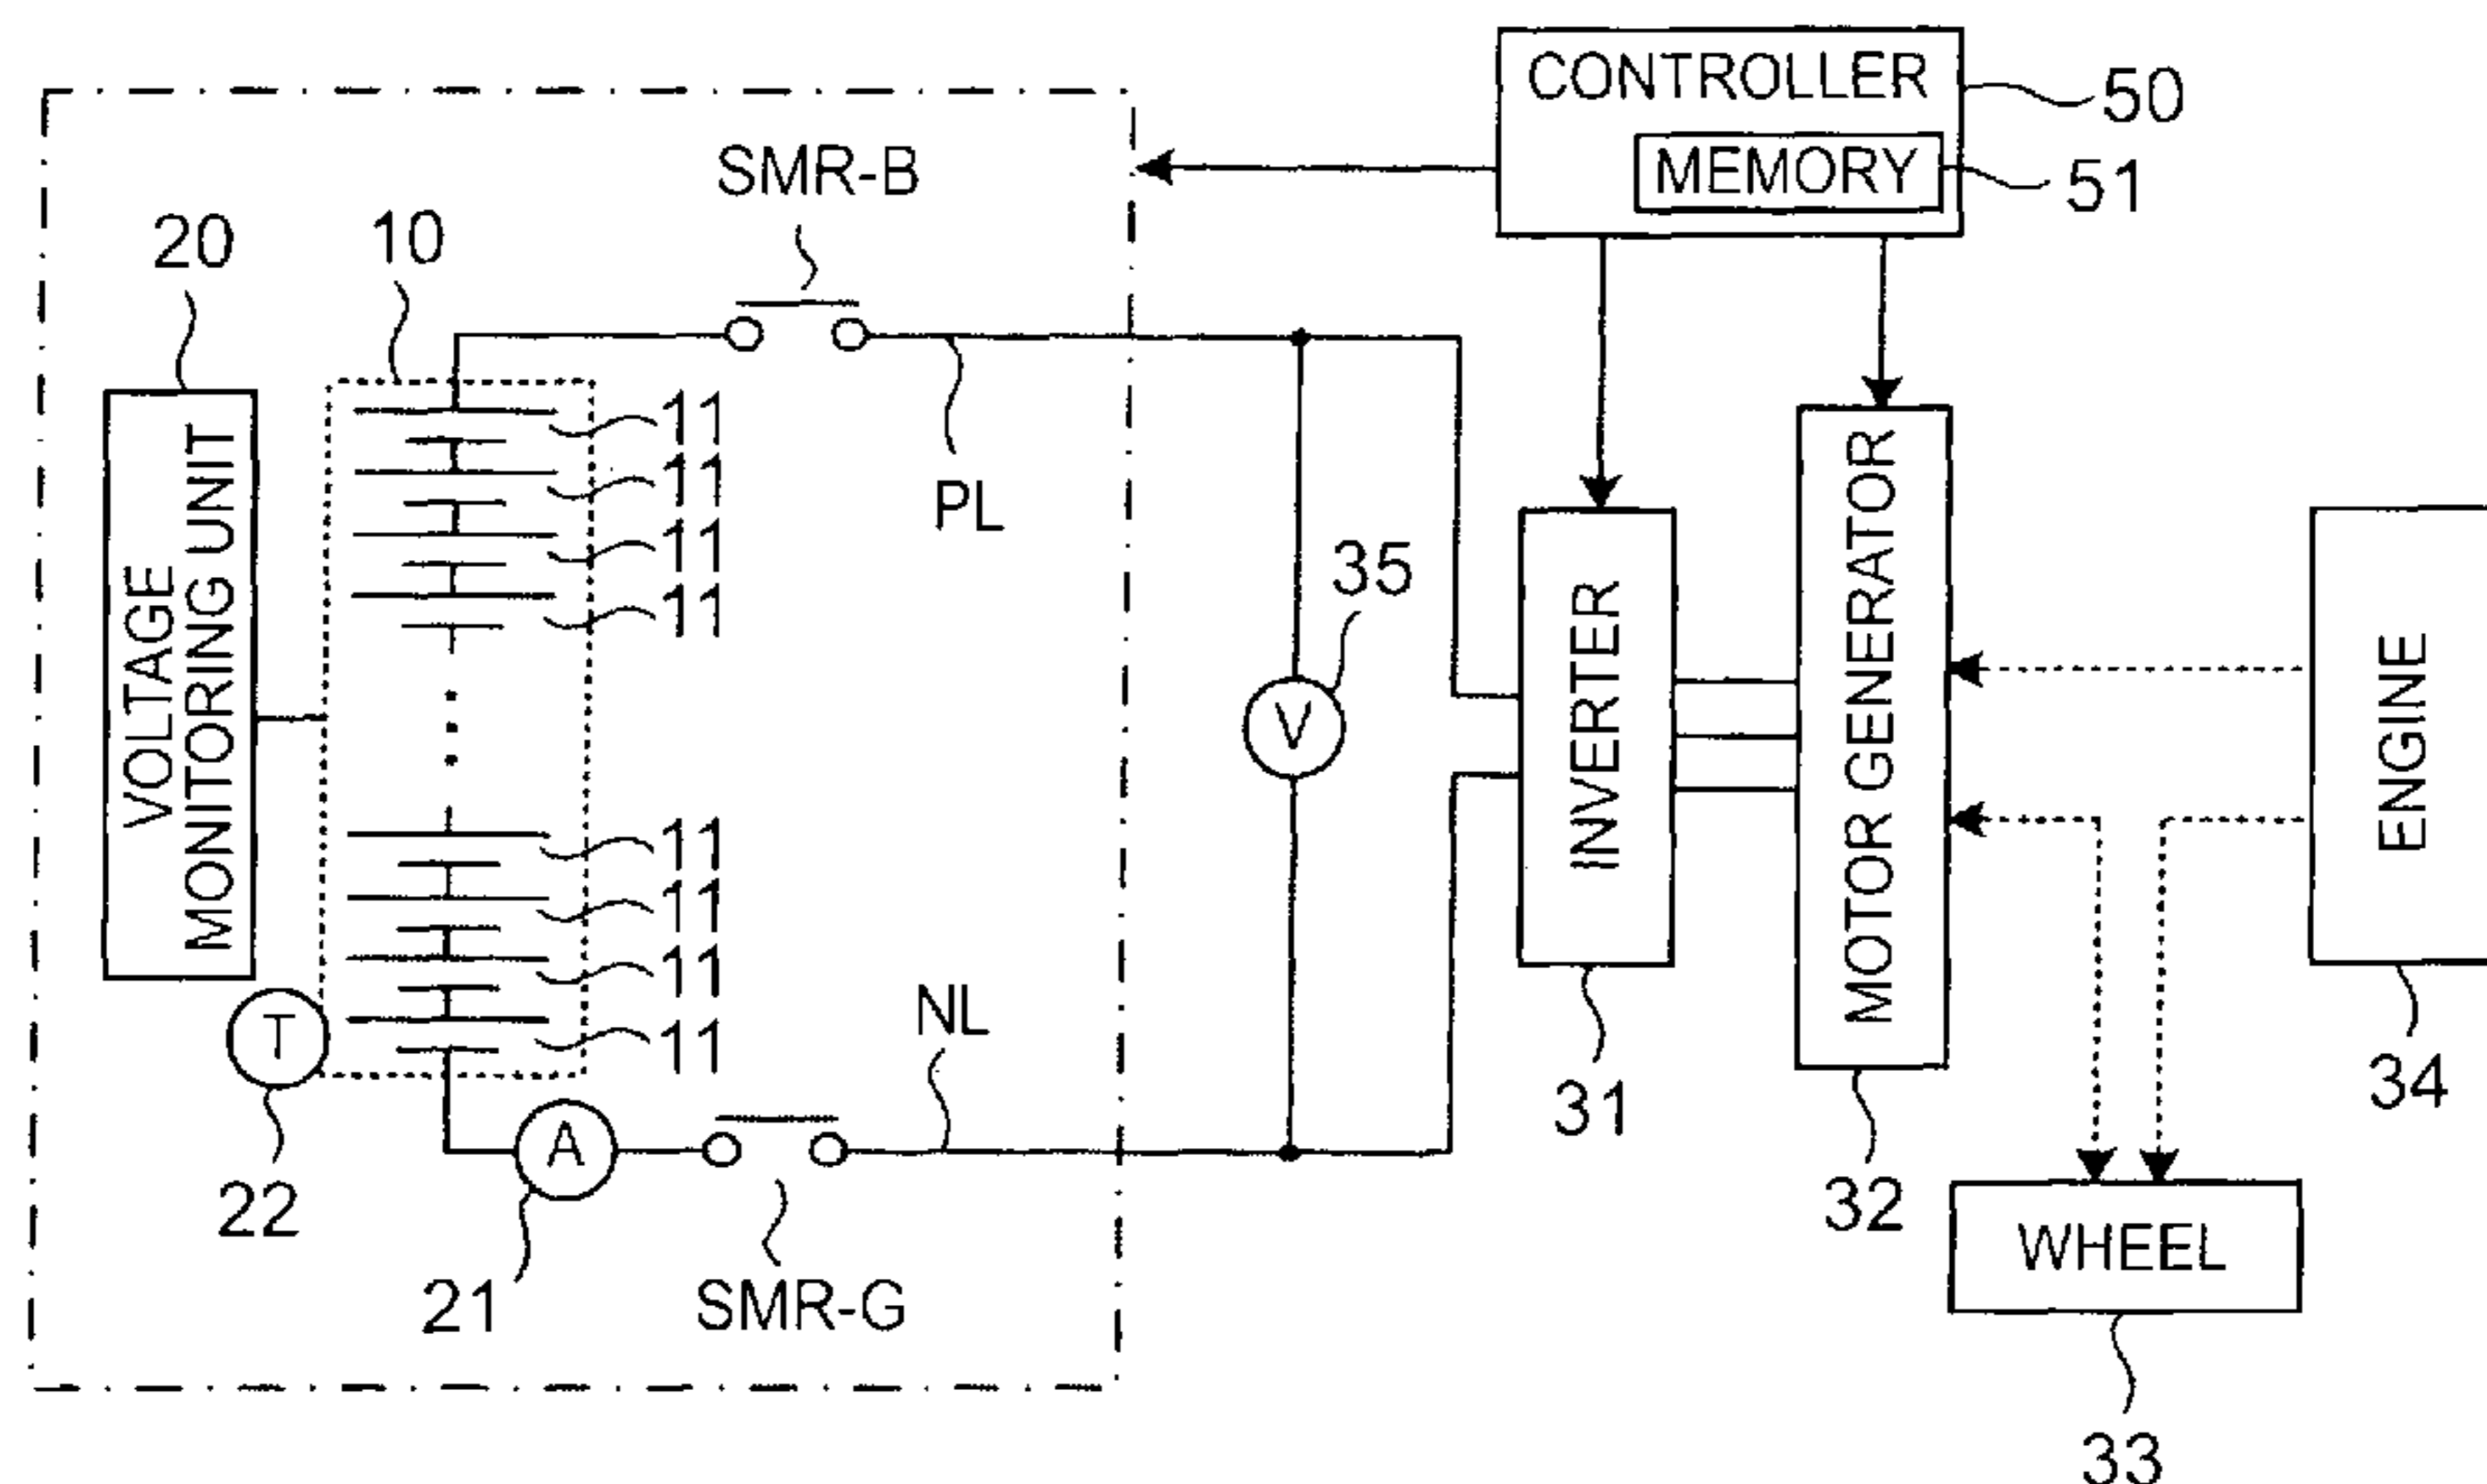 CONTROLLER
50
MEMORY
51
SMR-B
20
10
11
11
PL
11
11
35
VOLTAGE
MONITORING UNIT
V
INVERTER
MOTOR GENERATOR
ENGINE
11
11
11
11
NL
T
A
22
21
SMR-G
31
32
34
WHEEL
33